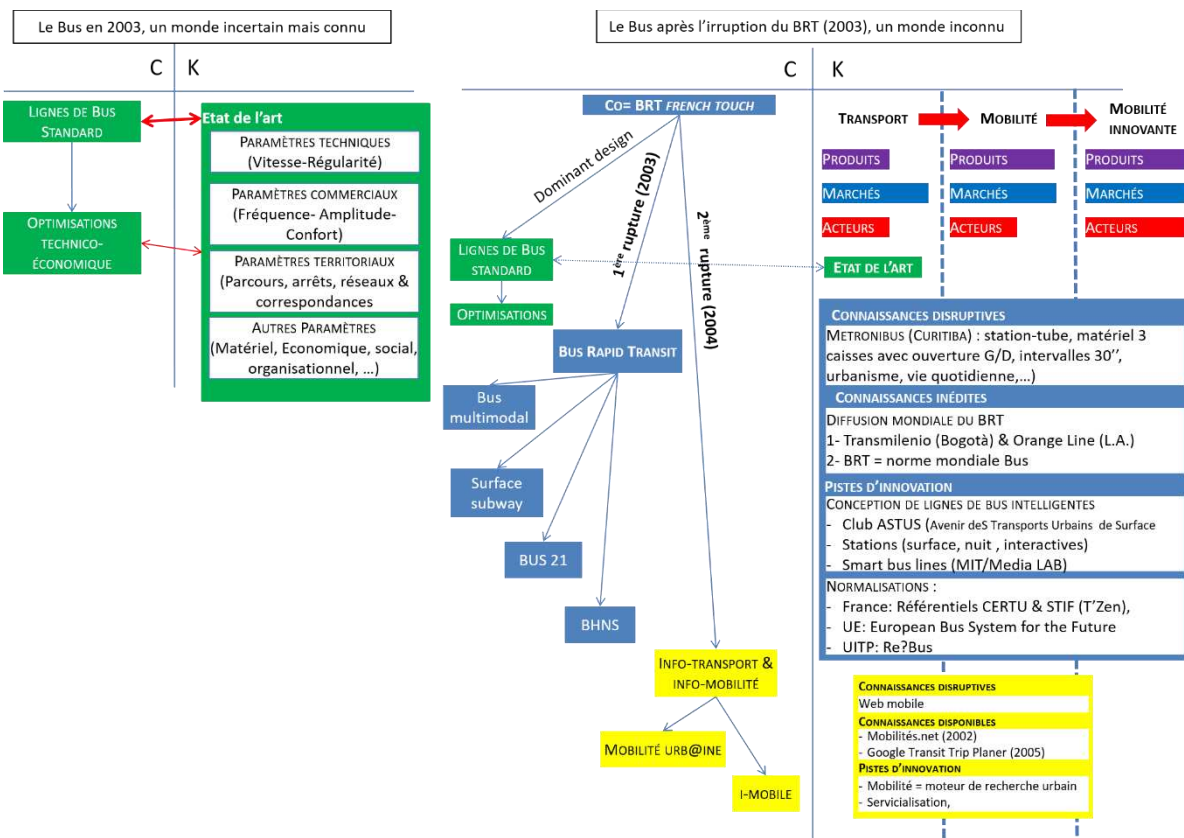 Le Bus en 2003, un monde incertain mais connu
C
K
LIGNES DE BUS
STANDARD
OPTIMISATIONS
TECHNICO-
ÉCONOMIQUE
Etat de l'art
PARAMÈTRES TECHNIQUES
(Vitesse-Régularité)
PARAMÈTRES COMMERCIAUX
(Fréquence- Amplitude-
Confort)
PARAMÈTRES TERRITORIAUX
(Parcours, arrêts, réseaux &
correspondances
AUTRES PARAMÈTRES
(Matériel, Economique, social,
organisationnel, …)
Le Bus après l'irruption du BRT (2003), un monde inconnu
C
K
C0= BRT FRENCH TOUCH
Dominant design
1ère rupture (2003)
2ème rupture (2004)
LIGNES DE BUS
STANDARD
OPTIMISATIONS
BUS RAPID TRANSIT
Bus
multimodal
Surface
subway
BUS 21
BHNS
INFO-TRANSPORT &
INFO-MOBILITÉ
MOBILITÉ URB@INE
I-MOBILE
TRANSPORT
MOBILITÉ
MOBILITÉ
INNOVANTE
PRODUITS
PRODUITS
PRODUITS
MARCHÉS
MARCHÉS
MARCHÉS
ACTEURS
ACTEURS
ACTEURS
ETAT DE L'ART
CONNAISSANCES DISRUPTIVES
METRONIBUS (CURITIBA) : station-tube, matériel 3
caisses avec ouverture G/D, intervalles 30'',
urbanisme, vie quotidienne,…)
CONNAISSANCES INÉDITES
DIFFUSION MONDIALE DU BRT
1- Transmilenio (Bogotà) & Orange Line (L.A.)
2- BRT = norme mondiale Bus
PISTES D'INNOVATION
CONCEPTION DE LIGNES DE BUS INTELLIGENTES
- Club ASTUS (Avenir deS Transports Urbains de Surface
- Stations (surface, nuit , interactives)
- Smart bus lines (MIT/Media LAB)
NORMALISATIONS :
- France: Référentiels CERTU & STIF (T'Zen),
- UE: European Bus System for the Future
- UITP: Re?Bus
CONNAISSANCES DISRUPTIVES
Web mobile
CONNAISSANCES DISPONIBLES
- Mobilités.net (2002)
- Google Transit Trip Planer (2005)
PISTES D'INNOVATION
- Mobilité = moteur de recherche urbain
- Servicialisation,